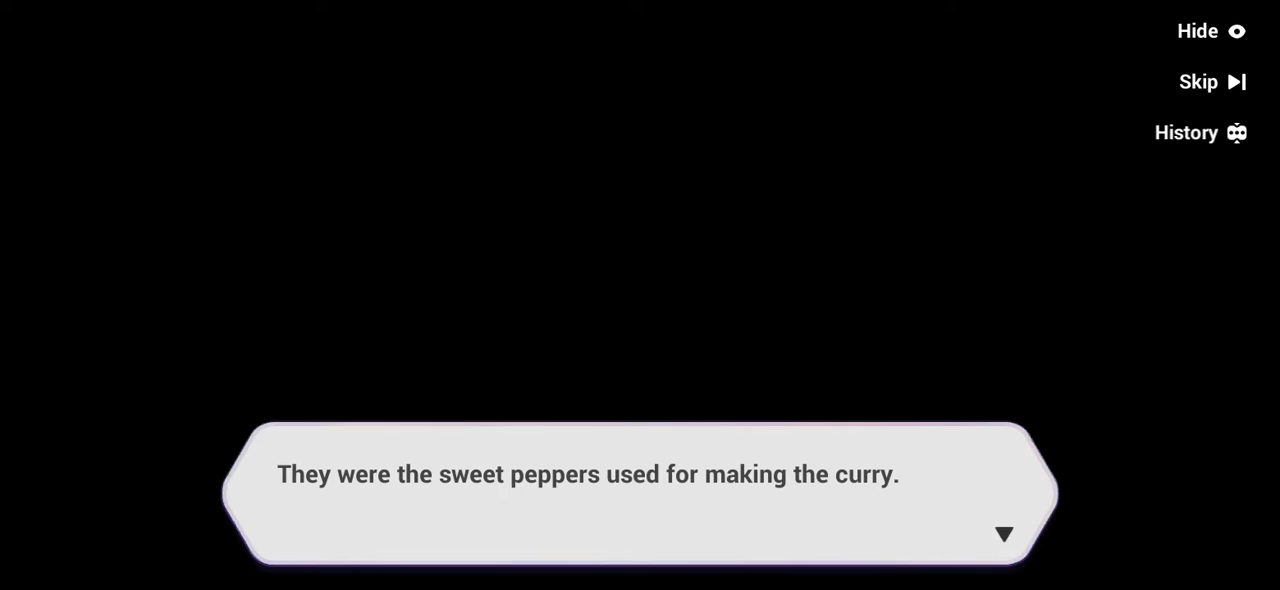 Hide
Skip
History
They were the sweet peppers used for making the curry.